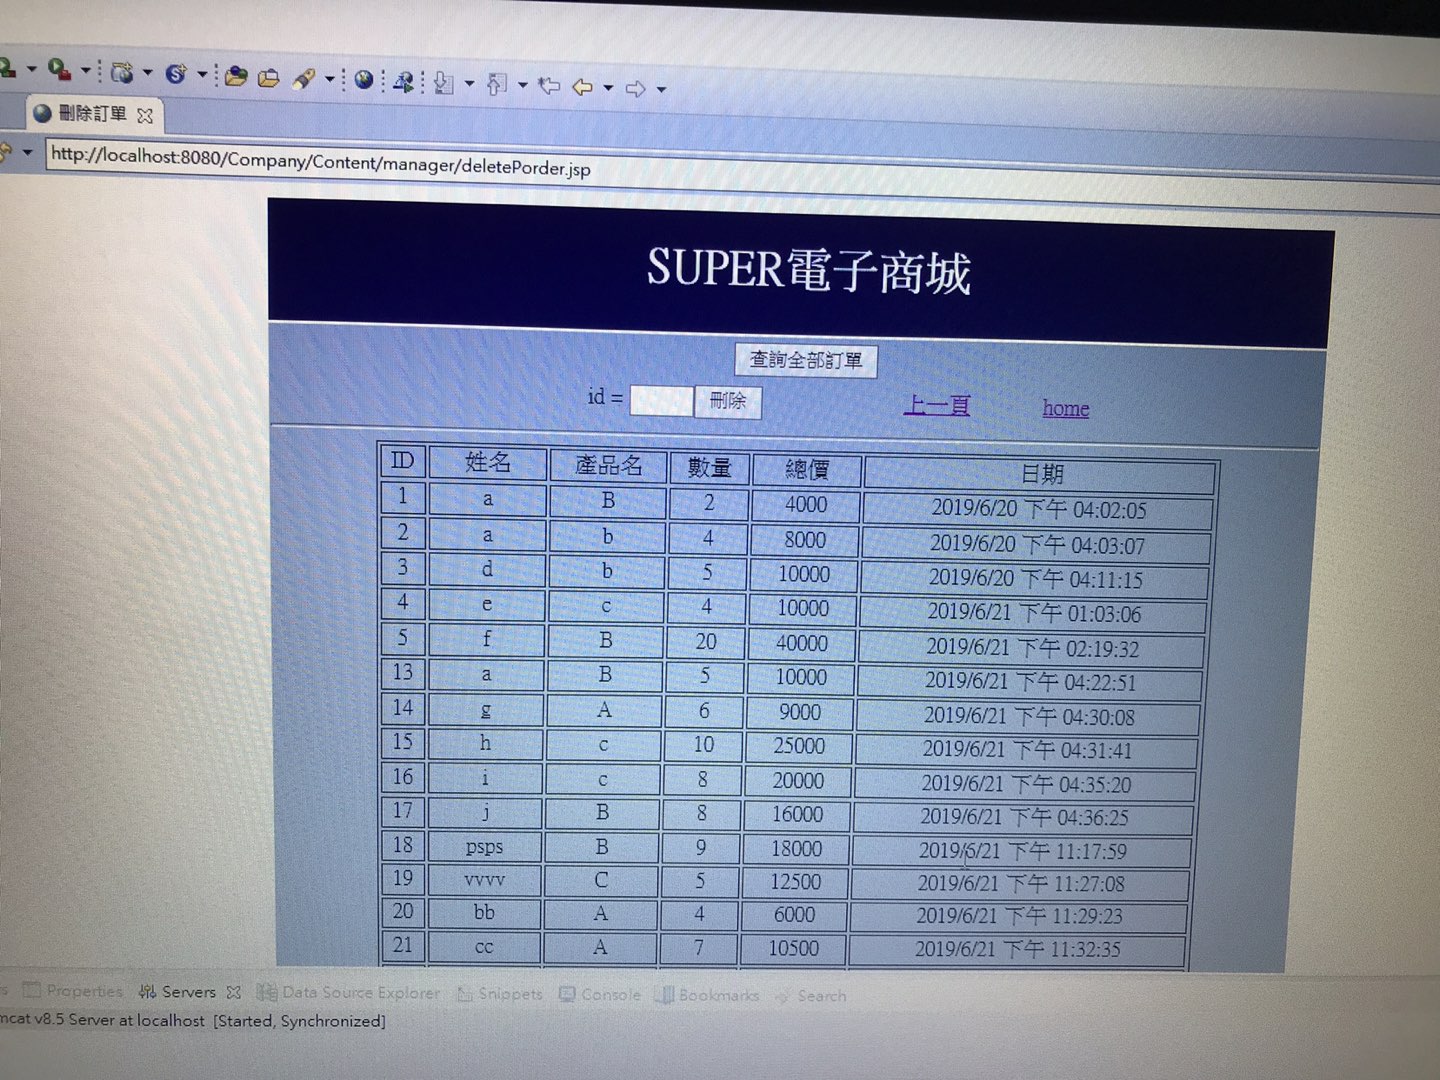 刪除訂單
http://localhost:8080/Company/Content/manager/deletePorder.jsp
SUPER電子商城
查詢全部訂單
id = 刪除 上一頁 home
ID 姓名 產品名 數量 總價 日期
1 a B 2 4000 2019/6/20 下午 04:02:05
2 a b 4 8000 2019/6/20 下午 04:03:07
3 d b 5 10000 2019/6/20 下午 04:11:15
4 e c 4 10000 2019/6/21 下午 01:03:06
5 f B 20 40000 2019/6/21 下午 02:19:32
13 a B 5 10000 2019/6/21 下午 04:22:51
14 g A 6 9000 2019/6/21 下午 04:30:08
15 h c 10 25000 2019/6/21 下午 04:31:41
16 i c 8 20000 2019/6/21 下午 04:35:20
17 j B 8 16000 2019/6/21 下午 04:36:25
18 psps B 9 18000 2019/6/21 下午 11:17:59
19 vvvv C 5 12500 2019/6/21 下午 11:27:08
20 bb A 4 6000 2019/6/21 下午 11:29:23
21 cc A 7 10500 2019/6/21 下午 11:32:35
Properties Servers Data Source Explorer Snippets Console Bookmarks Search
mcat v8.5 Server at localhost [Started, Synchronized]